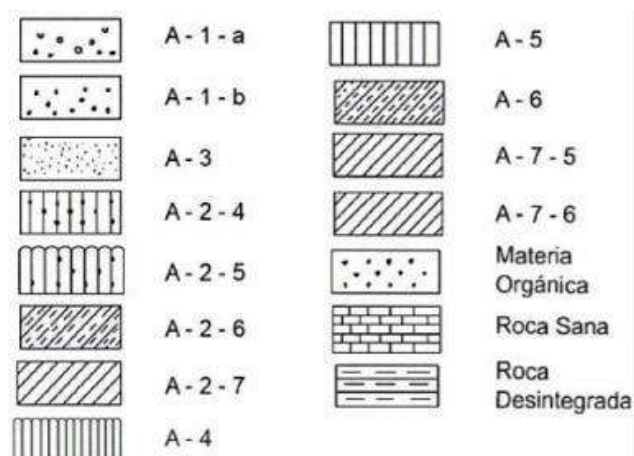 A - 1 - a
A - 1 - b
A - 3
A - 2 - 4
A - 2 - 5
A - 2 - 6
A - 2 - 7
A - 4
A - 5
A - 6
A - 7 - 5
A - 7 - 6
Materia
Orgánica
Roca Sana
Roca
Desintegrada